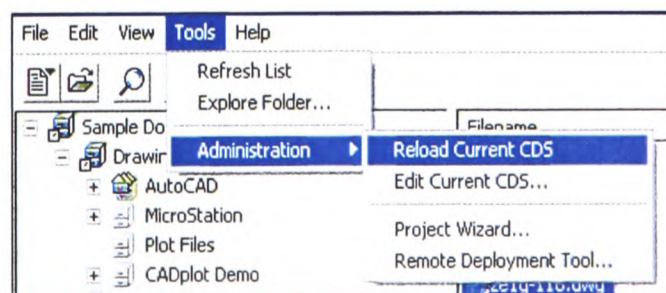 File Edit View Tools Help
Refresh List
Explore Folder...
Sample Do
Filename
Drawin
Administration
Reload Current CDS
AutoCAD
Edit Current CDS...
MicroStation
Project Wizard...
Plot Files
Remote Deployment Tool...
CADplot Demo